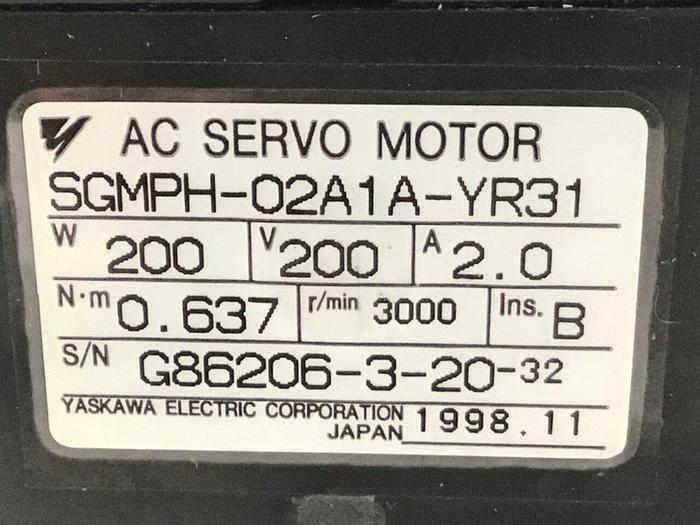 AC SERVO MOTOR
SGMPH-02A1A-YR31
W 200 V 200 A 2.0
N·m 0.637 r/min 3000 Ins. B
S/N G86206-3-20-32
YASKAWA ELECTRIC CORPORATION
JAPAN 1998.11